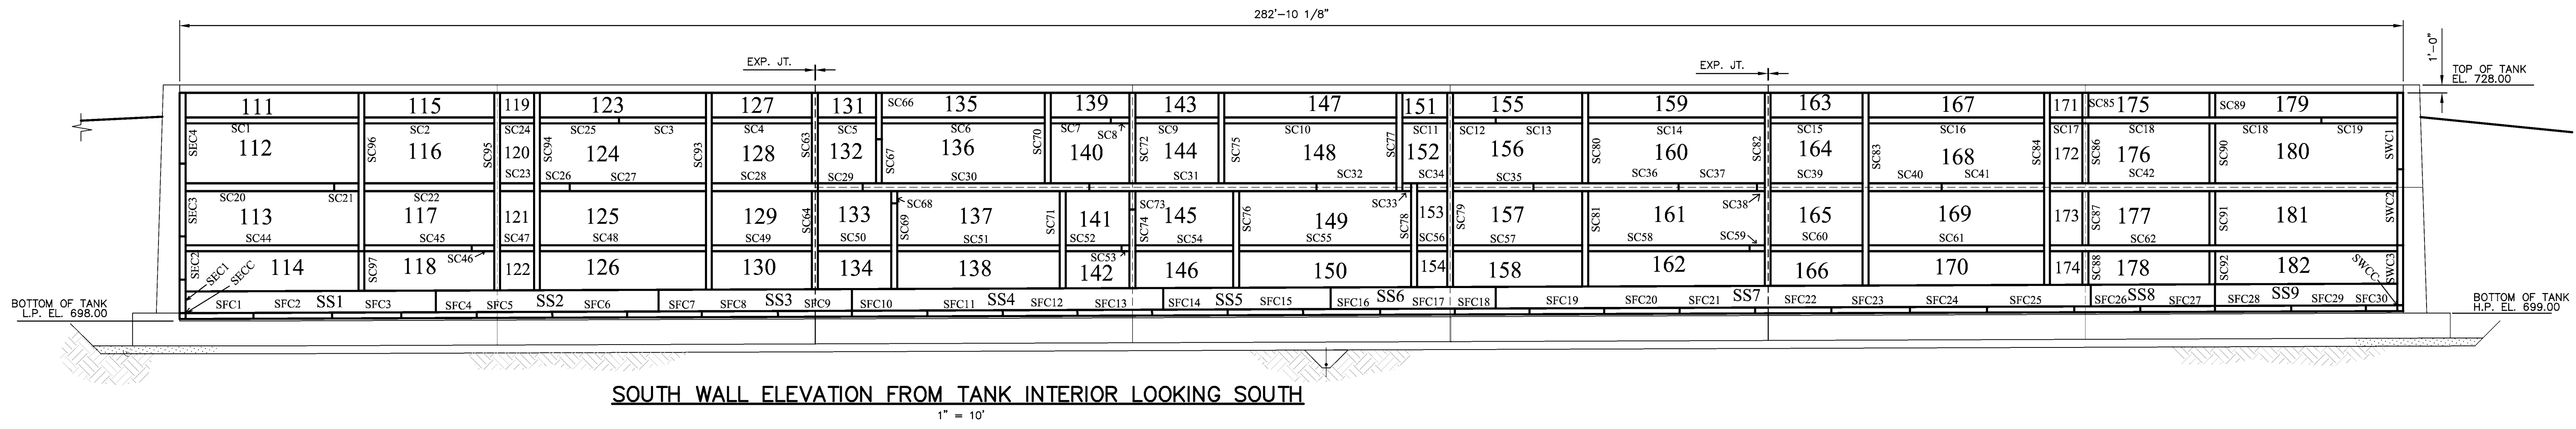 282'-10 1/8"
1'-0"
EXP. JT.
EXP. JT.
TOP OF TANK
EL. 728.00
111 115 119 123 127 131 SC66 135 139 143 147 151 155 159 163 167 171 SC85 175 SC89 179
SC1 SC2 SC24 SC25 SC3 SC4 SC5 SC6 SC7 SC8 SC9 SC10 SC11 SC12 SC13 SC14 SC15 SC16 SC17 SC18 SC18 SC19
SEC4 SC96 SC95 SC94 SC93 SC63 SC67 SC70 SC72 SC75 SC77 SC80 SC82 SC83 SC84 SC86 SC90 SWC1
112 116 120 124 128 132 136 140 144 148 152 156 160 164 168 172 176 180
SC23 SC26 SC27 SC28 SC29 SC30 SC31 SC32 SC34 SC35 SC36 SC37 SC39 SC40 SC41 SC42
SC20 SC21 SC22 SC68 SC73 SC33 SC38
SEC3 SC64 SC69 SC71 SC74 SC76 SC78 SC79 SC81 SC87 SC91 SWC2
113 117 121 125 129 133 137 141 145 149 153 157 161 165 169 173 177 181
SC44 SC45 SC47 SC48 SC49 SC50 SC51 SC52 SC54 SC55 SC56 SC57 SC58 SC59 SC60 SC61 SC62
SC46 SC53
SEC2 SEC1 SECC SC97 SC88 SC92 SWCC SWC3
114 118 122 126 130 134 138 142 146 150 154 158 162 166 170 174 178 182
SFC1 SFC2 SS1 SFC3 SFC4 SFC5 SS2 SFC6 SFC7 SFC8 SS3 SFC9 SFC10 SFC11 SS4 SFC12 SFC13 SFC14 SS5 SFC15 SFC16 SS6 SFC17 SFC18 SFC19 SFC20 SFC21 SS7 SFC22 SFC23 SFC24 SFC25 SFC26 SS8 SFC27 SFC28 SS9 SFC29 SFC30
BOTTOM OF TANK
L.P. EL. 698.00
BOTTOM OF TANK
H.P. EL. 699.00
SOUTH WALL ELEVATION FROM TANK INTERIOR LOOKING SOUTH
1" = 10'